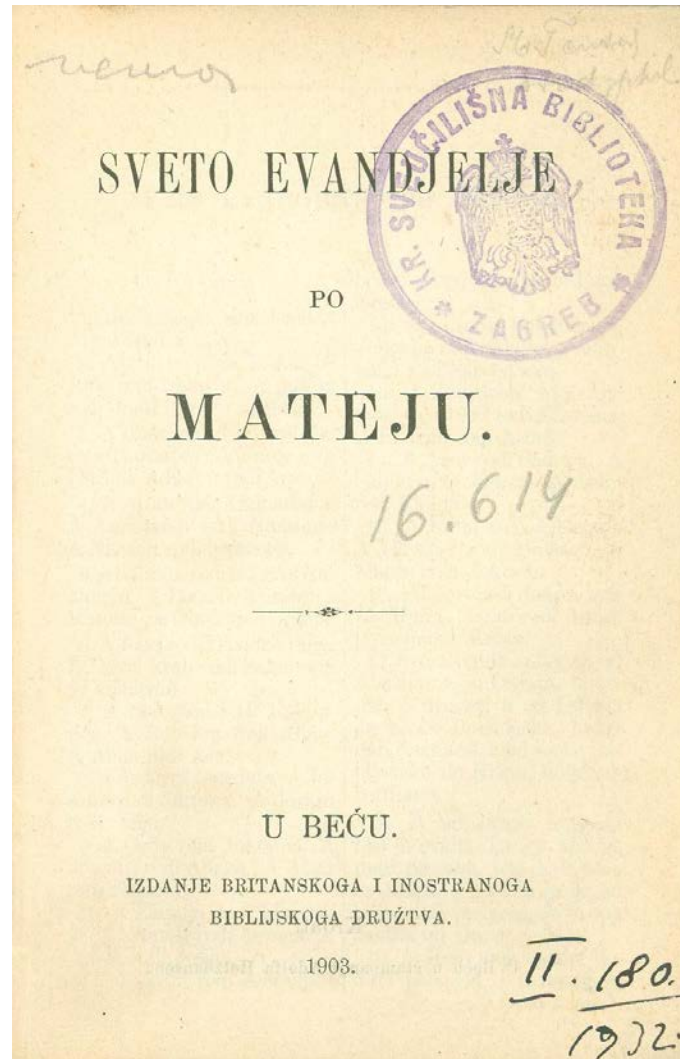 SVETO EVANDJELJE
KR. SVEUČILIŠNA BIBLIOTEKA
* ZAGREB *
PO
MATEJU.
16.614
U BEČU.
IZDANJE BRITANSKOGA I INOSTRANOGA
BIBLIJSKOGA DRUŽTVA.
1903.
II. 180.
1932.